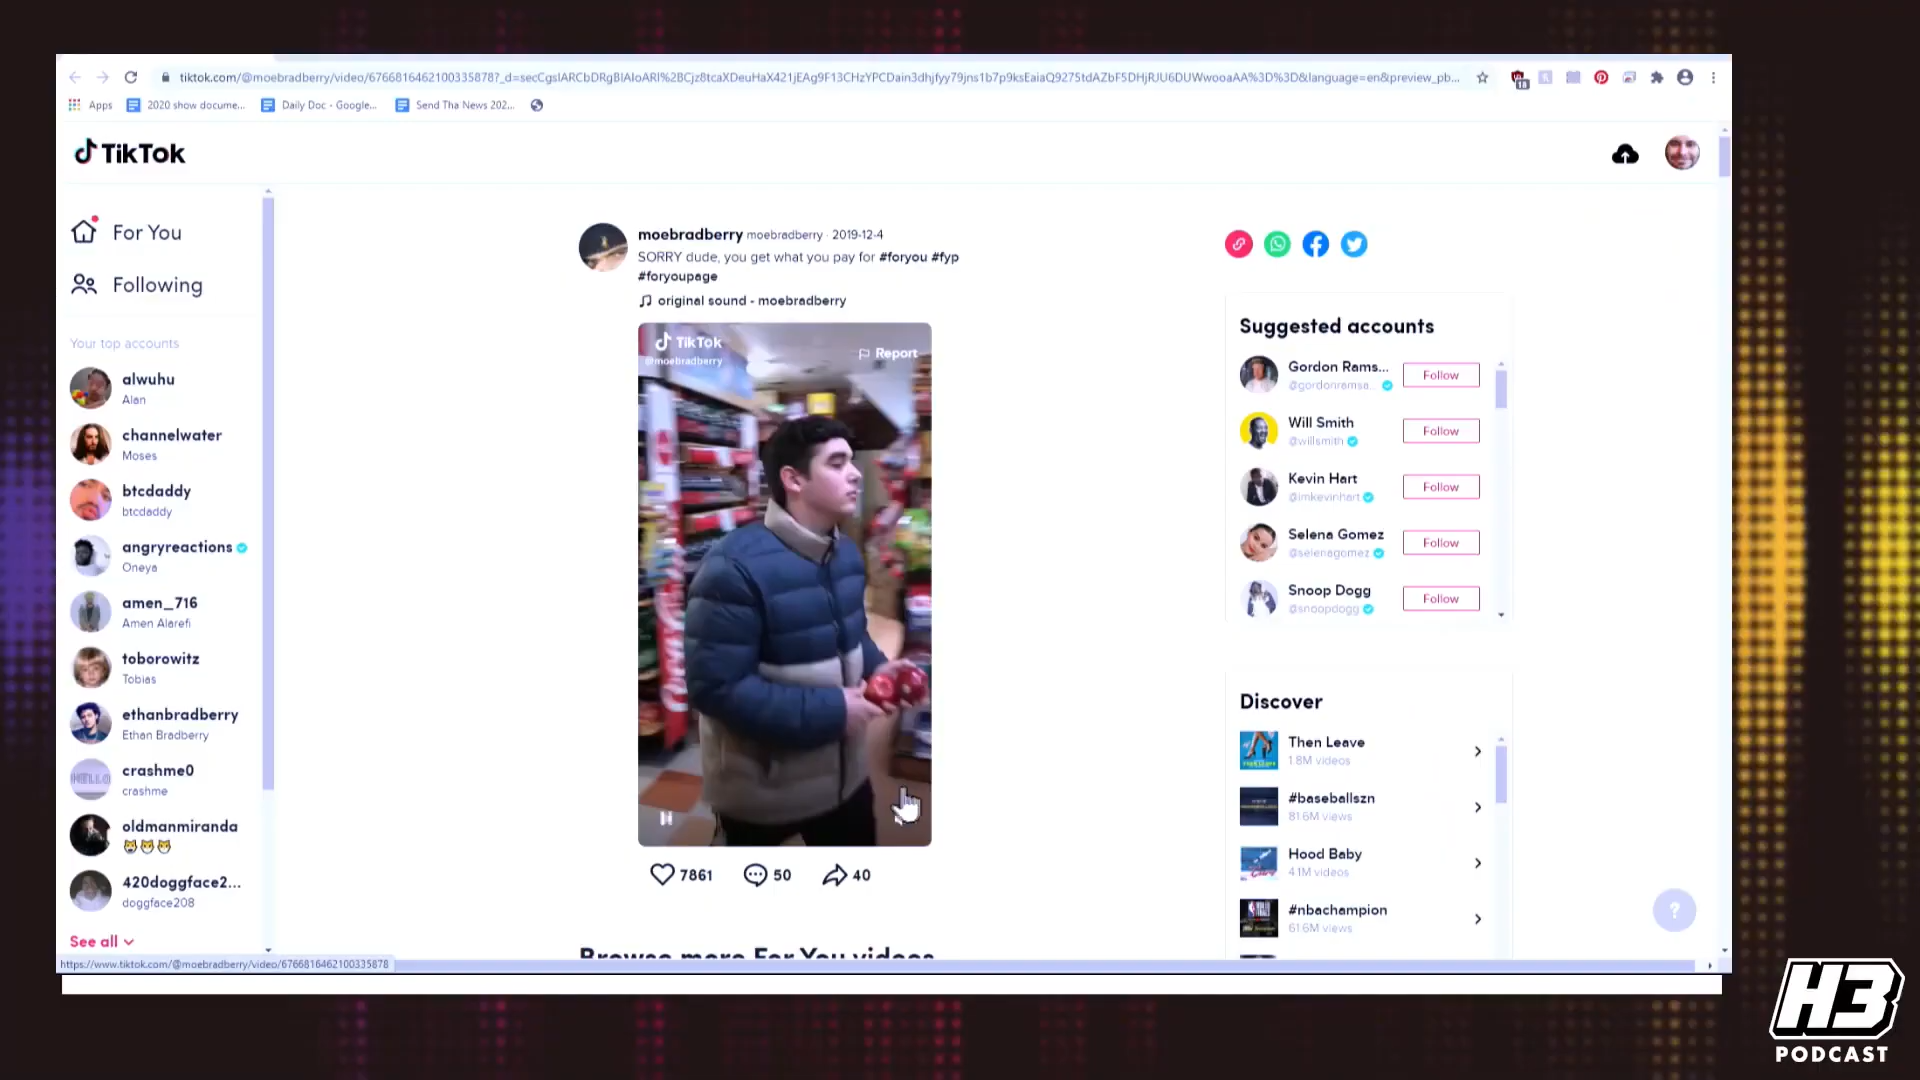 tiktok.com/@moebradberry/video/6766816462100335878?_d=secCgsIARCbDRgBIAIoARI%2BCjz8tcaXDeuHaX421jEAg9F13CHzYPCDain3dhjfyy79jns1b7p9ksEaiaQ9275tdAZbF5DHjRJU6DUWwooaAA%3D%3D&language=en&preview_pb...
Apps
2020 show docume...
Daily Doc - Google...
Send Tha News 202...
TikTok
For You
Following
Your top accounts
alwuhu
Alan
channelwater
Moses
btcdaddy
btcdaddy
angryreactions
Oneya
amen_716
Amen Alarefi
toborowitz
Tobias
ethanbradberry
Ethan Bradberry
crashme0
crashme
HELLO
oldmanmiranda
420doggface2...
doggface208
See all
https://www.tiktok.com/@moebradberry/video/6766816462100335878
moebradberry moebradberry · 2019-12-4
SORRY dude, you get what you pay for #foryou #fyp
#foryoupage
original sound - moebradberry
TikTok
@moebradberry
Report
7861
50
40
Browse more For You videos
Suggested accounts
Gordon Rams...
@gordonramsa...
Follow
Will Smith
@willsmith
Follow
Kevin Hart
@imkevinhart
Follow
Selena Gomez
@selenagomez
Follow
Snoop Dogg
@snoopdogg
Follow
Discover
Then Leave
1.8M videos
#baseballszn
81.6M views
Hood Baby
4.1M videos
#nbachampion
61.6M views
?
H3
PODCAST